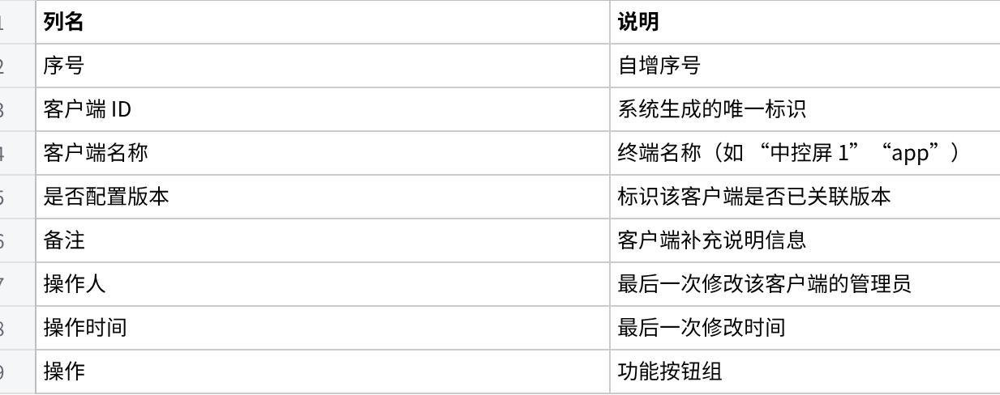 1 列名 说明
2 序号 自增序号
3 客户端 ID 系统生成的唯一标识
4 客户端名称 终端名称（如 “中控屏 1” “app”）
5 是否配置版本 标识该客户端是否已关联版本
6 备注 客户端补充说明信息
7 操作人 最后一次修改该客户端的管理员
8 操作时间 最后一次修改时间
9 操作 功能按钮组